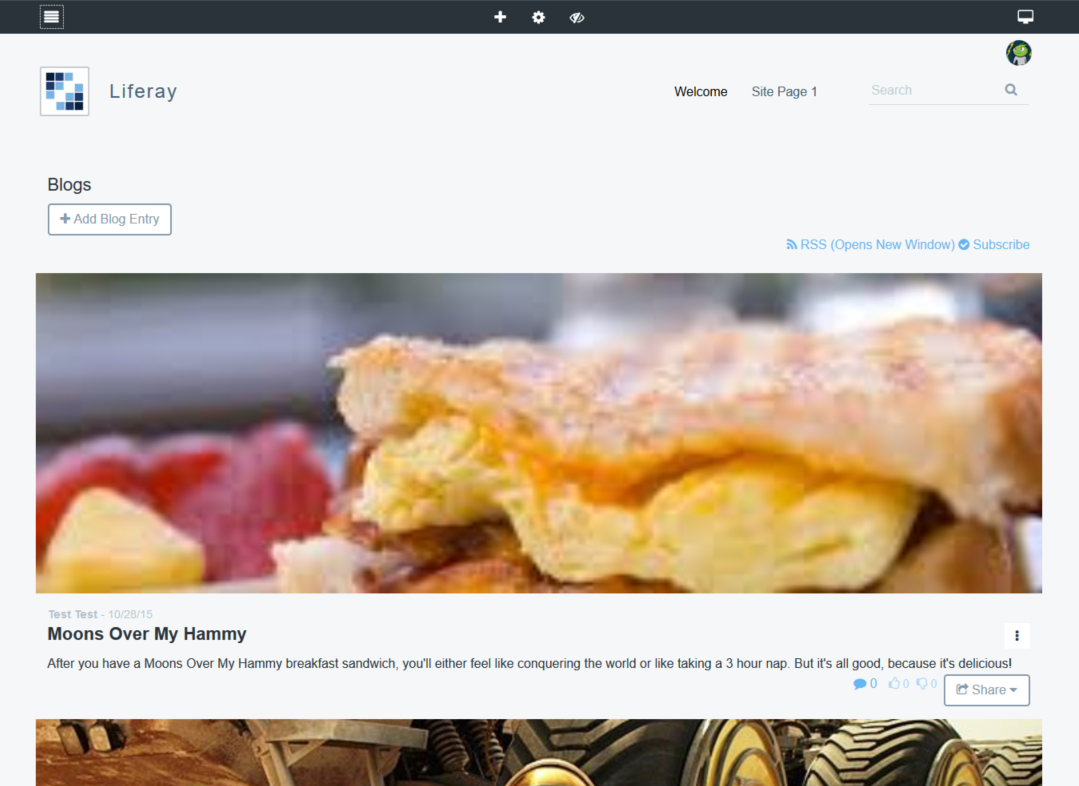 Liferay
Welcome Site Page 1 Search
Blogs
Add Blog Entry
RSS (Opens New Window) Subscribe
Test Test - 10/28/15
Moons Over My Hammy
After you have a Moons Over My Hammy breakfast sandwich, you'll either feel like conquering the world or like taking a 3 hour nap. But it's all good, because it's delicious!
0 0 0 Share